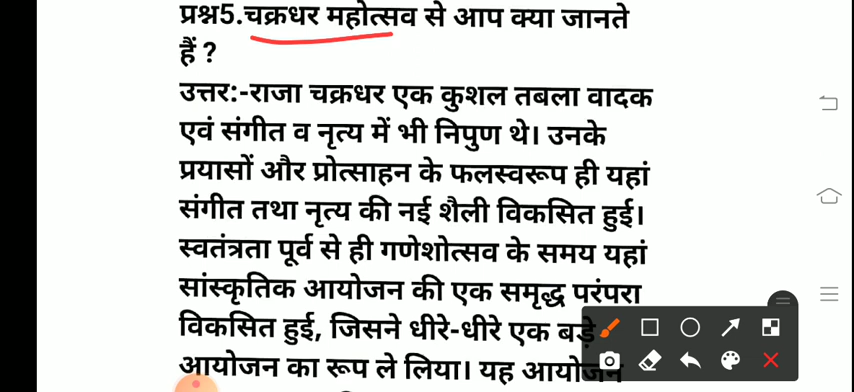 प्रश्न5.चक्रधर महोत्सव से आप क्या जानते
हैं ?
उत्तर:-राजा चक्रधर एक कुशल तबला वादक
एवं संगीत व नृत्य में भी निपुण थे। उनके
प्रयासों और प्रोत्साहन के फलस्वरूप ही यहां
संगीत तथा नृत्य की नई शैली विकसित हुई।
स्वतंत्रता पूर्व से ही गणेशोत्सव के समय यहां
सांस्कृतिक आयोजन की एक समृद्ध परंपरा
विकसित हुई, जिसने धीरे-धीरे एक बड़े
आयोजन का रूप ले लिया। यह आयोजन